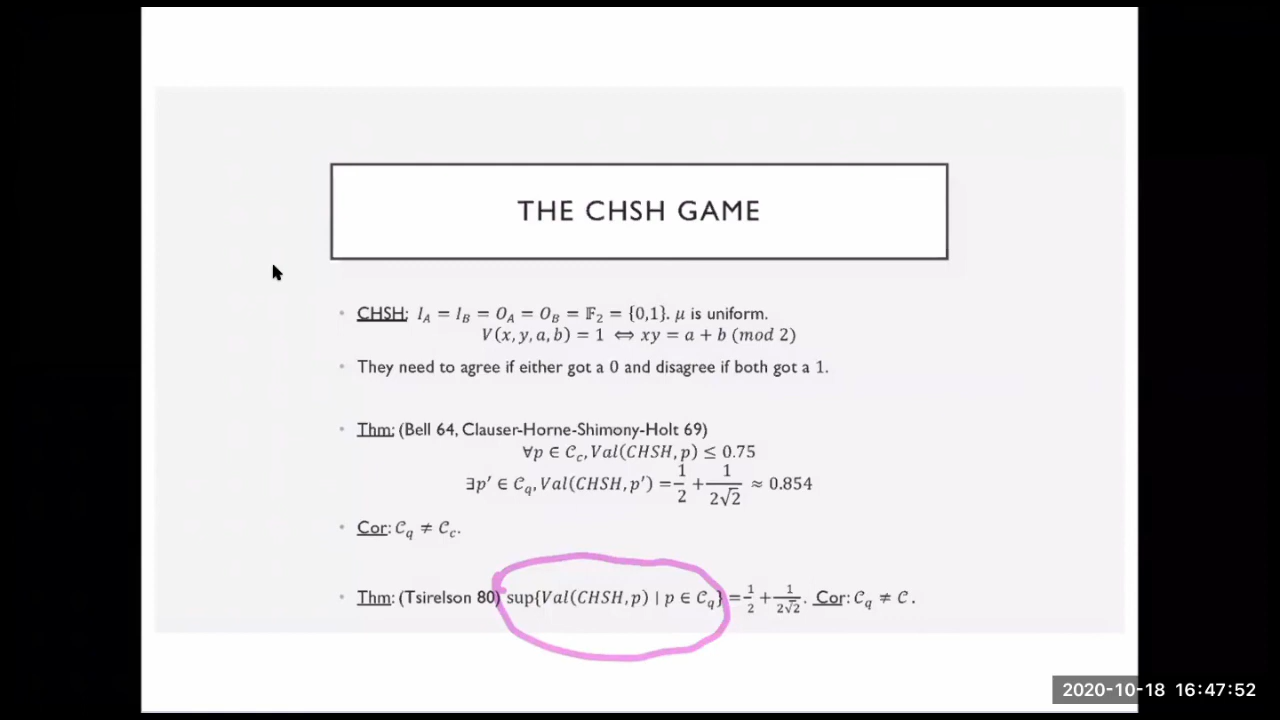 THE CHSH GAME
• CHSH: I_A = I_B = O_A = O_B = 𝔽₂ = {0,1}. μ is uniform.
V(x, y, a, b) = 1 ⟺ xy = a + b (mod 2)
• They need to agree if either got a 0 and disagree if both got a 1.
• Thm: (Bell 64, Clauser-Horne-Shimony-Holt 69)
∀p ∈ 𝒞_c, Val(CHSH, p) ≤ 0.75
∃p′ ∈ 𝒞_q, Val(CHSH, p′) = 1/2 + 1/(2√2) ≈ 0.854
• Cor: 𝒞_q ≠ 𝒞_c.
• Thm: (Tsirelson 80) sup{Val(CHSH, p) | p ∈ 𝒞_q} = 1/2 + 1/(2√2). Cor: 𝒞_q ≠ 𝒞.
2020-10-18 16:47:52